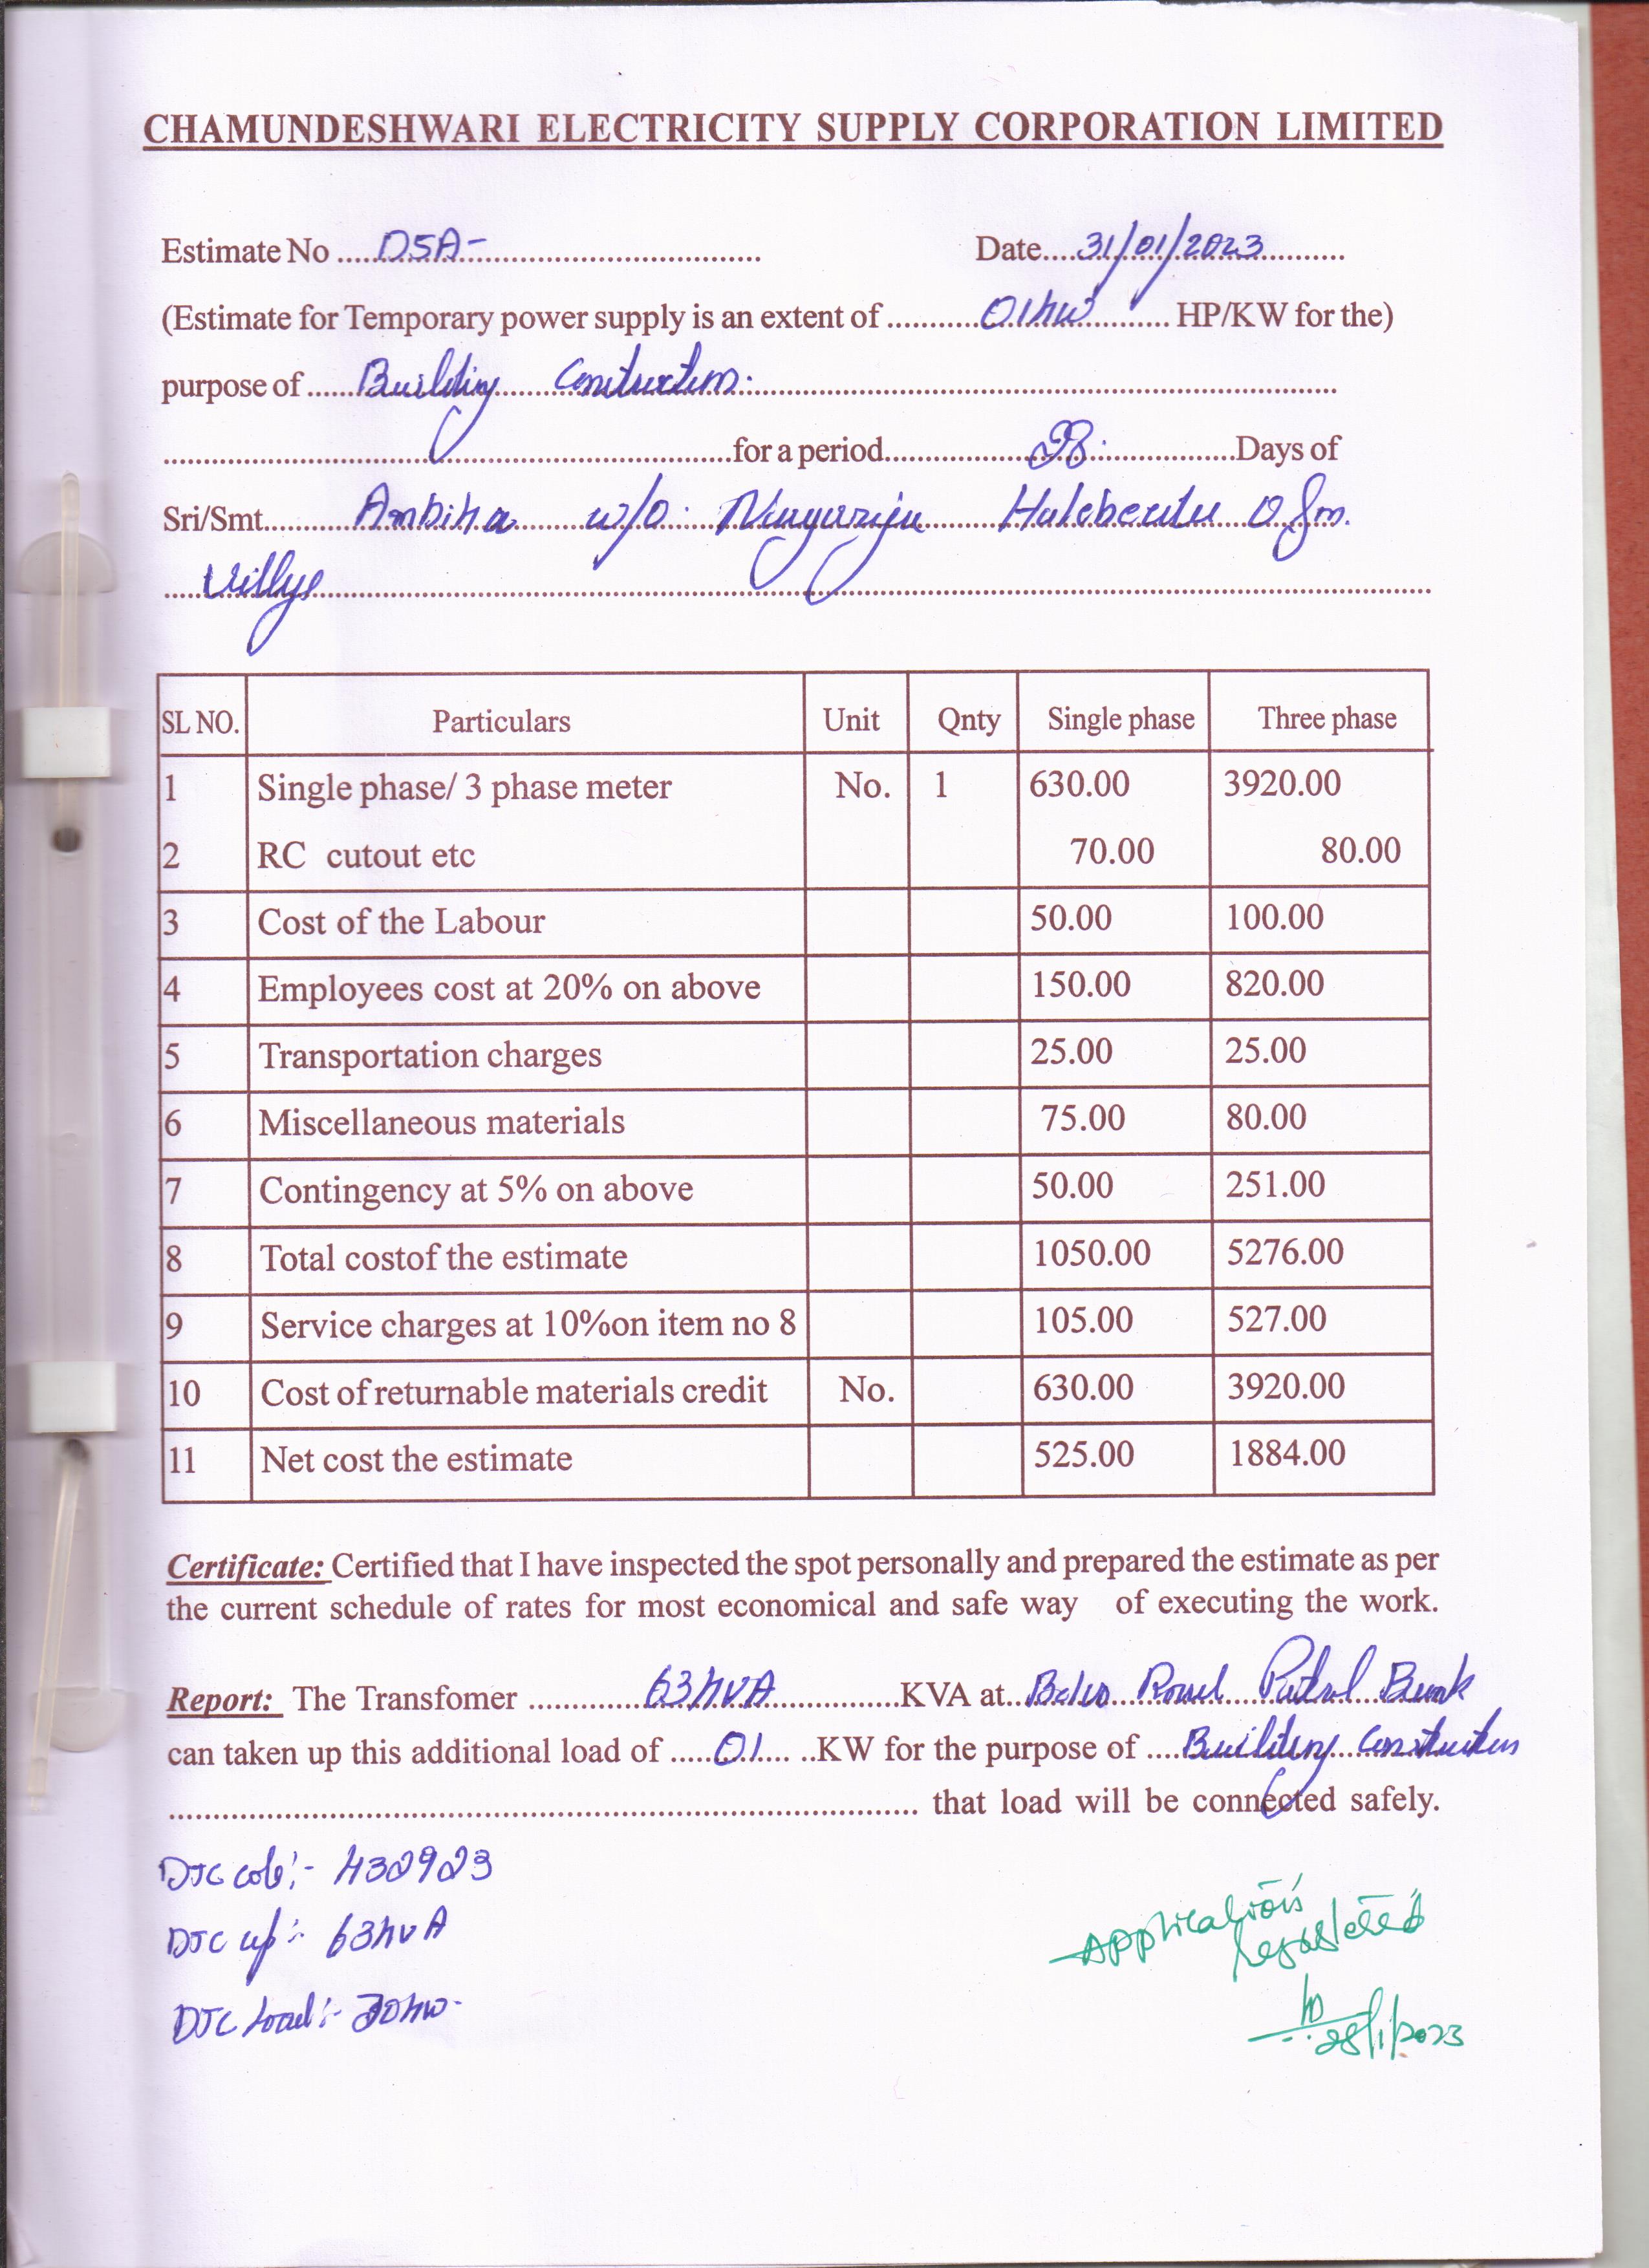 CHAMUNDESHWARI ELECTRICITY SUPPLY CORPORATION LIMITED
Estimate No ..... DSA- ..... Date.... 31/01/2023 ....
(Estimate for Temporary power supply is an extent of .......... 01kw .......... HP/KW for the)
purpose of ...... Building Construction. ......
...... for a period ...... 28. ...... Days of
Sri/Smt...... Ambika w/o. Halebeedu
SL NO. Particulars Unit Qnty Single phase Three phase
1 Single phase/ 3 phase meter No. 1 630.00 3920.00
2 RC cutout etc 70.00 80.00
3 Cost of the Labour 50.00 100.00
4 Employees cost at 20% on above 150.00 820.00
5 Transportation charges 25.00 25.00
6 Miscellaneous materials 75.00 80.00
7 Contingency at 5% on above 50.00 251.00
8 Total costof the estimate 1050.00 5276.00
9 Service charges at 10%on item no 8 105.00 527.00
10 Cost of returnable materials credit No. 630.00 3920.00
11 Net cost the estimate 525.00 1884.00
Certificate: Certified that I have inspected the spot personally and prepared the estimate as per
the current schedule of rates for most economical and safe way of executing the work.
Report: The Transfomer ...... 63kVA ...... KVA at.. Road Bunk
can taken up this additional load of ..... 01 .... ..KW for the purpose of .... Building Construction
...... that load will be connected safely.
DTC : - 432923
DTC : 63kvA
DTC Load :- 30kw-
Application is
registered
28/1/2023